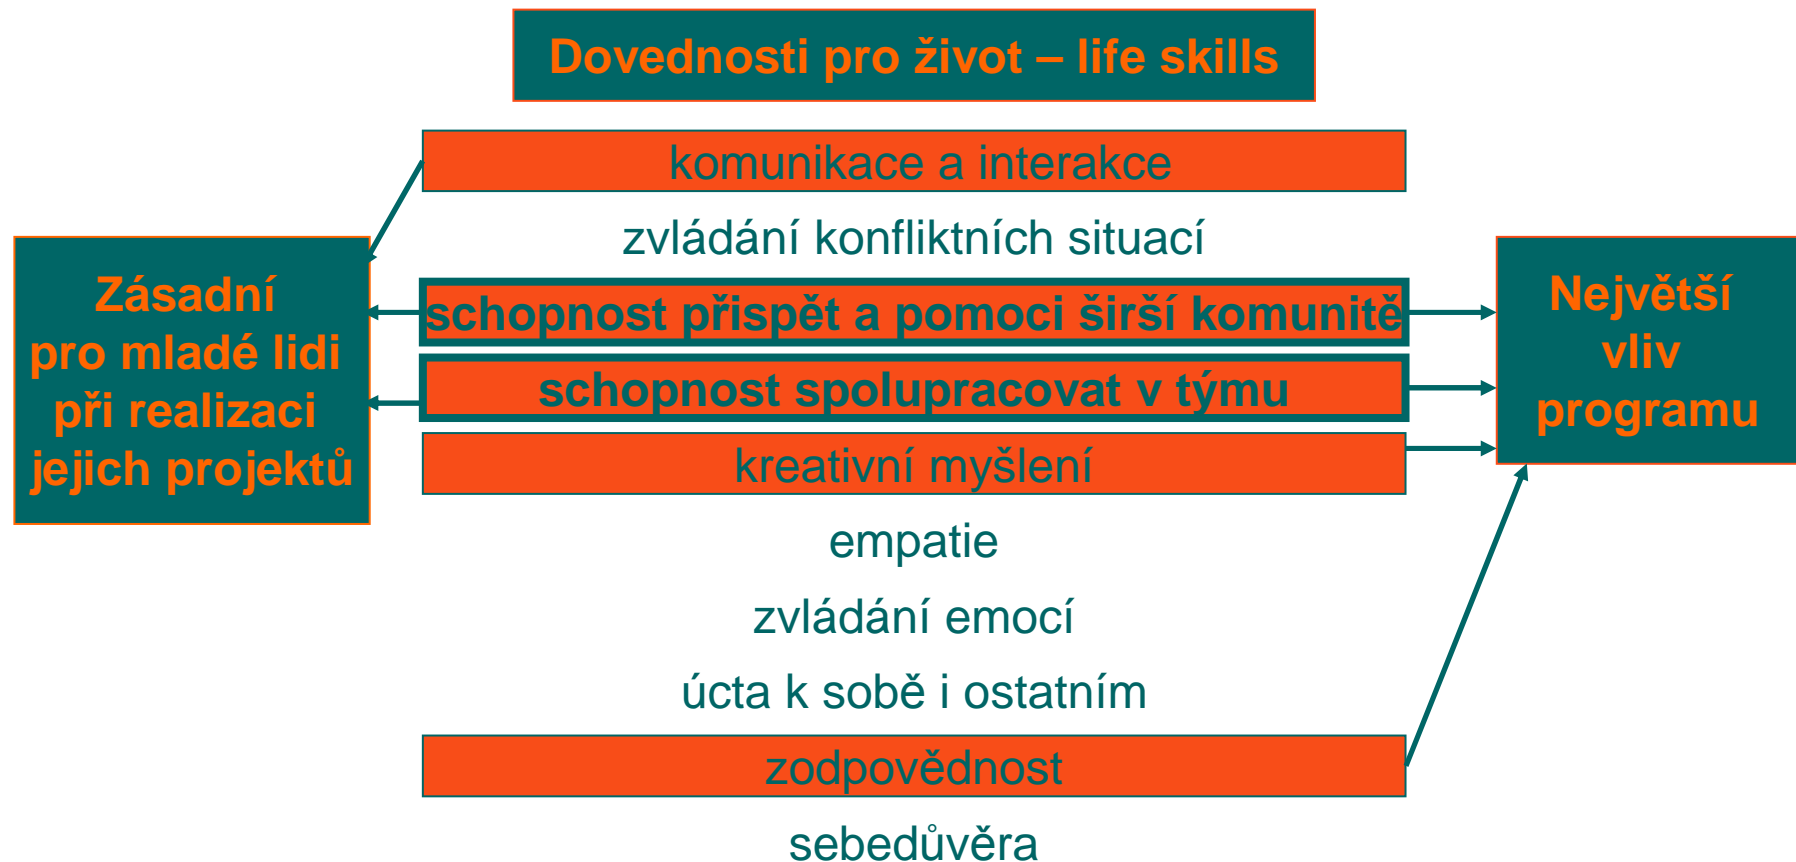 Dovednosti pro život – life skills
komunikace a interakce
zvládání konfliktních situací
schopnost přispět a pomoci širší komunitě
schopnost spolupracovat v týmu
kreativní myšlení
empatie
zvládání emocí
úcta k sobě i ostatním
zodpovědnost
sebedůvěra
Zásadní
pro mladé lidi
při realizaci
jejich projektů
Největší
vliv
programu